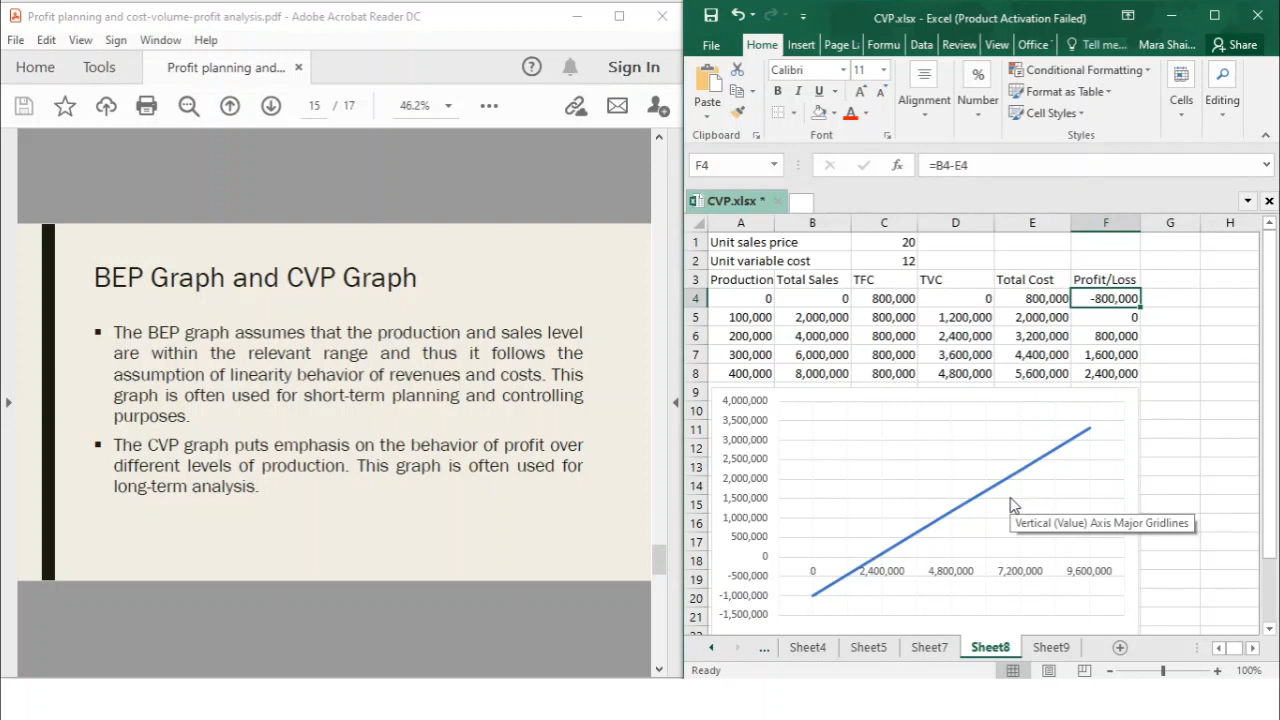 Profit planning and cost-volume-profit analysis.pdf - Adobe Acrobat Reader DC
File Edit View Sign Window Help
Home Tools Profit planning and... × Sign In
15 / 17 46.2%
BEP Graph and CVP Graph
The BEP graph assumes that the production and sales level
are within the relevant range and thus it follows the
assumption of linearity behavior of revenues and costs. This
graph is often used for short-term planning and controlling
purposes.
The CVP graph puts emphasis on the behavior of profit over
different levels of production. This graph is often used for
long-term analysis.
CVP.xlsx - Excel (Product Activation Failed)
File Home Insert Page L Formu Data Review View Office Tell me... Mara Shai... Share
Paste
Clipboard
Calibri 11
B I U
Font
Alignment
%
Number
Conditional Formatting
Format as Table
Cell Styles
Styles
Cells
Editing
F4 fx =B4-E4
CVP.xlsx *
A B C D E F G H
1 Unit sales price 20
2 Unit variable cost 12
3 Production Total Sales TFC TVC Total Cost Profit/Loss
4 0 0 800,000 0 800,000 -800,000
5 100,000 2,000,000 800,000 1,200,000 2,000,000 0
6 200,000 4,000,000 800,000 2,400,000 3,200,000 800,000
7 300,000 6,000,000 800,000 3,600,000 4,400,000 1,600,000
8 400,000 8,000,000 800,000 4,800,000 5,600,000 2,400,000
9
10
11
12
13
14
15
16
17
18
19
20
21
22
4,000,000
3,500,000
3,000,000
2,500,000
2,000,000
1,500,000
1,000,000
500,000
0
-500,000
-1,000,000
-1,500,000
0 2,400,000 4,800,000 7,200,000 9,600,000
Vertical (Value) Axis Major Gridlines
... Sheet4 Sheet5 Sheet7 Sheet8 Sheet9
Ready 100%